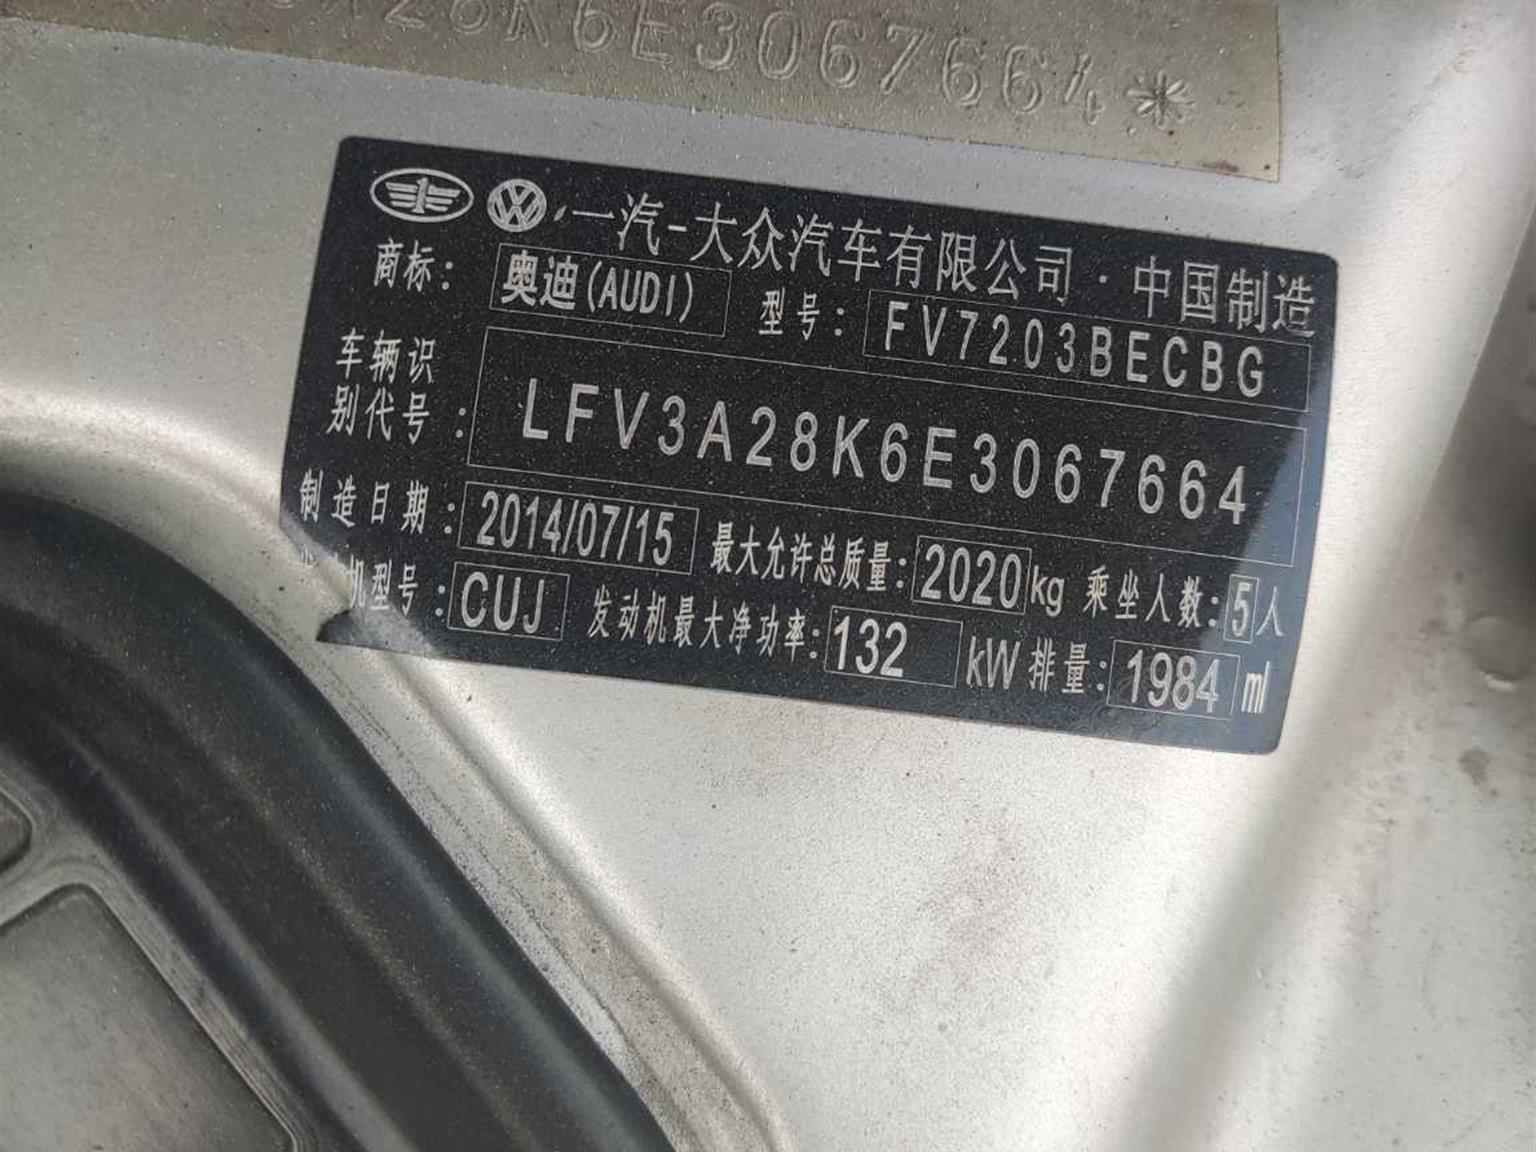 28K6E3067664*
一汽-大众汽车有限公司·中国制造
商标: 奥迪(AUDI) 型号: FV7203BECBG
车辆识别代号: LFV3A28K6E3067664
制造日期: 2014/07/15 最大允许总质量: 2020kg 乘坐人数: 5人
机型号: CUJ 发动机最大净功率: 132 kW 排量: 1984 ml